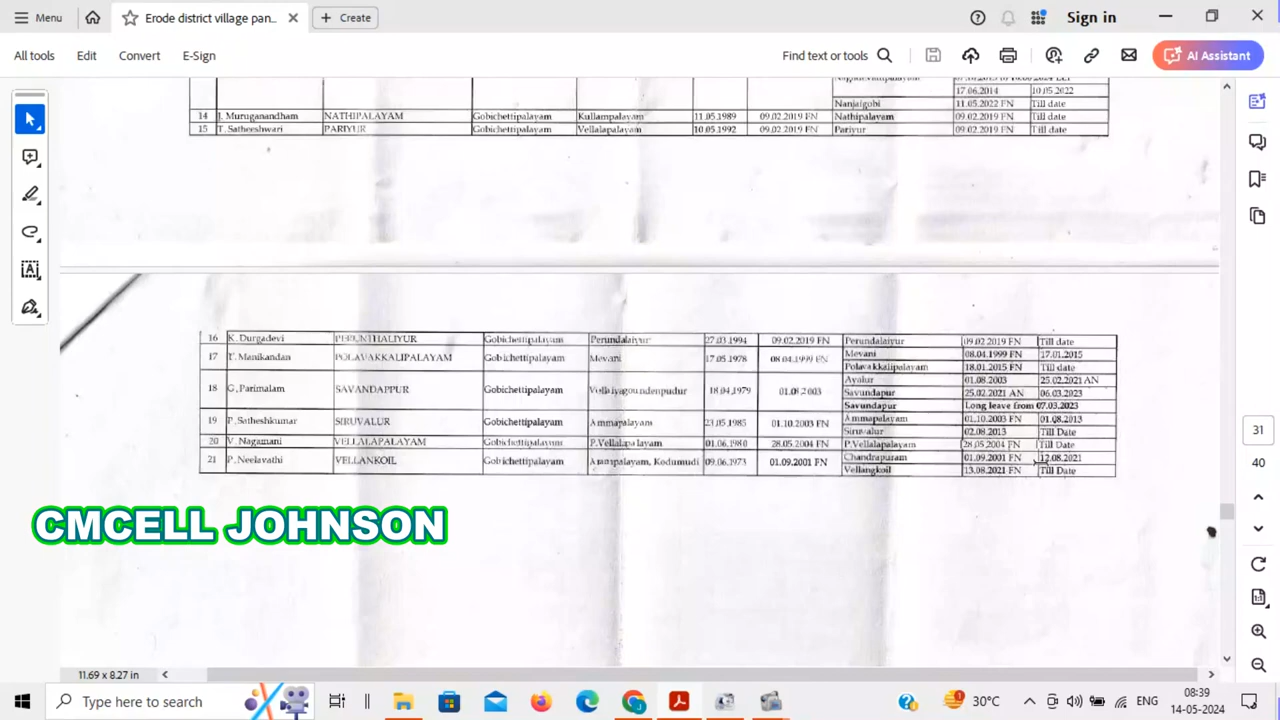 Menu Erode district village pan... Create Sign in
All tools Edit Convert E-Sign Find text or tools AI Assistant
17.06.2014 10.05.2022
Nanjaigobi 11.05.2022 FN Till date
14 J. Muruganandham NATHIPALAYAM Gobichettipalayam Kullampalayam 11.05.1989 09.02.2019 FN Nathipalayam 09.02.2019 FN Till date
15 T. Satheeshwari PARIYUR Gobichettipalayam Vellalapalayam 10.05.1992 09.02.2019 FN Pariyur 09.02.2019 FN Till date
16 K.Durgadevi PERUNTHALIYUR Gobichettipalayam Perundalaiyur 27.03.1994 09.02.2019 FN Perundalaiyur 09.02.2019 FN Till date
17 T.Manikandan POLAVAKKALIPALAYAM Gobichettipalayam Mevani 17.05.1978 08.04.1999 FN Mevani 08.04.1999 FN 17.01.2015
Polavakkalipalayam 18.01.2015 FN Till Date
18 G.Parimalam SAVANDAPPUR Gobichettipalayam 18.04.1979 01.08.2003 Ayalur 01.08.2003 25.02.2021 AN
Savundapur 25.02.2021 AN 06.03.2023
Savundapur Long leave from 07.03.2023
19 P.Satheshkumar SIRUVALUR Gobichettipalayam Ammapalayam 23.05.1985 01.10.2003 FN Ammapalayam 01.10.2003 FN 01.08.2013
Siruvalur 02.08.2013 Till Date
20 V.Nagamani VELLALAPALAYAM Gobichettipalayam P.Vellalapalayam 01.06.1980 28.05.2004 FN P.Vellalapalayam 28.05.2004 FN Till Date
21 P.Neelavathi VELLANKOIL Gobichettipalayam Kodumudi 09.06.1973 01.09.2001 FN Chandrapuram 01.09.2001 FN 12.08.2021
Vellangkoil 13.08.2021 FN Till Date
31
40
CMCELL JOHNSON
11.69 x 8.27 in
Type here to search 30°C ENG 08:39
14-05-2024